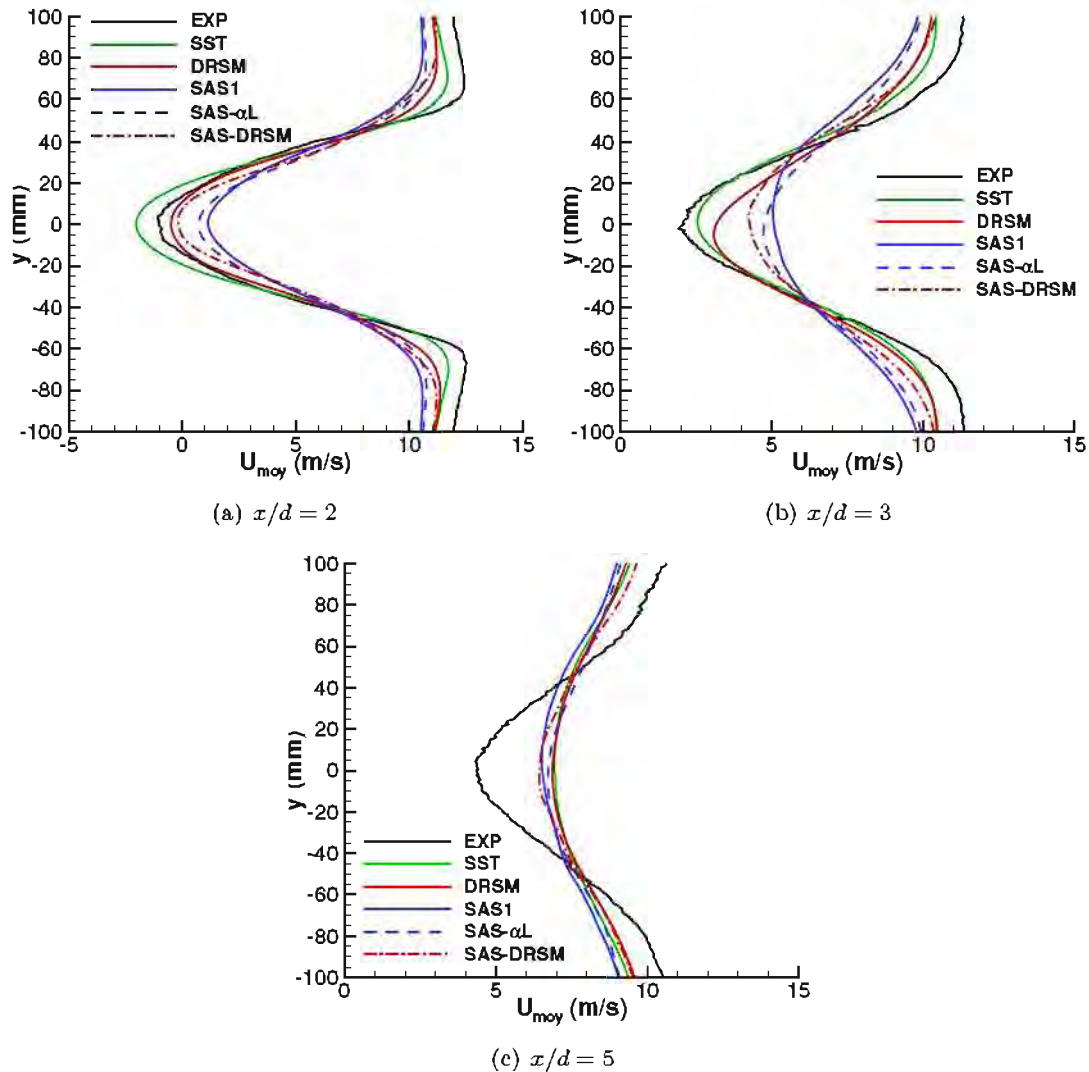 EXP
SST
DRSM
SAS1
SAS-αL
SAS-DRSM
100
80
60
40
20
0
-20
-40
-60
-80
-100
y (mm)
-5
0
5
10
15
U_moy (m/s)
(a) x/d = 2
EXP
SST
DRSM
SAS1
SAS-αL
SAS-DRSM
100
80
60
40
20
0
-20
-40
-60
-80
-100
y (mm)
0
5
10
15
U_moy (m/s)
(b) x/d = 3
EXP
SST
DRSM
SAS1
SAS-αL
SAS-DRSM
100
80
60
40
20
0
-20
-40
-60
-80
-100
y (mm)
0
5
10
15
U_moy (m/s)
(c) x/d = 5